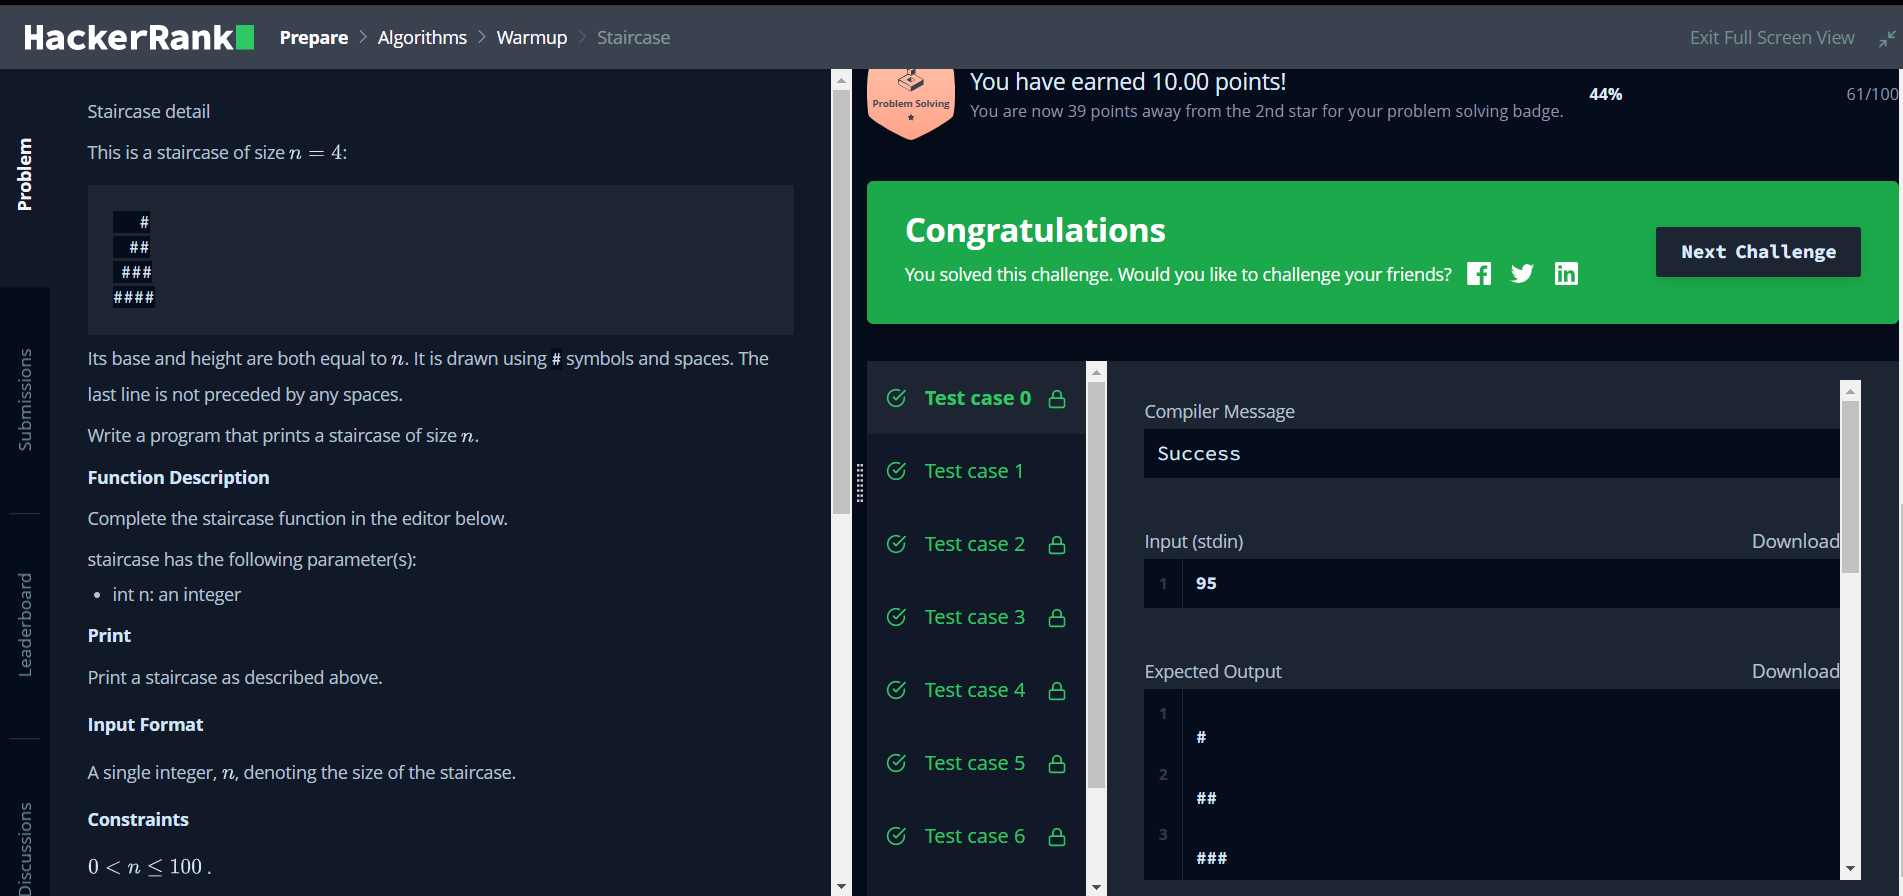 HackerRank
Prepare > Algorithms > Warmup > Staircase
Exit Full Screen View
Problem
Submissions
Leaderboard
Discussions
Staircase detail
This is a staircase of size n = 4:
   #
  ##
 ###
####
Its base and height are both equal to n. It is drawn using # symbols and spaces. The
last line is not preceded by any spaces.
Write a program that prints a staircase of size n.
Function Description
Complete the staircase function in the editor below.
staircase has the following parameter(s):
• int n: an integer
Print
Print a staircase as described above.
Input Format
A single integer, n, denoting the size of the staircase.
Constraints
0 < n ≤ 100 .
Problem Solving
You have earned 10.00 points!
You are now 39 points away from the 2nd star for your problem solving badge.
44%
61/100
Congratulations
You solved this challenge. Would you like to challenge your friends?
Next Challenge
Test case 0
Test case 1
Test case 2
Test case 3
Test case 4
Test case 5
Test case 6
Compiler Message
Success
Input (stdin)
Download
1 95
Expected Output
Download
1
#
2
##
3
###